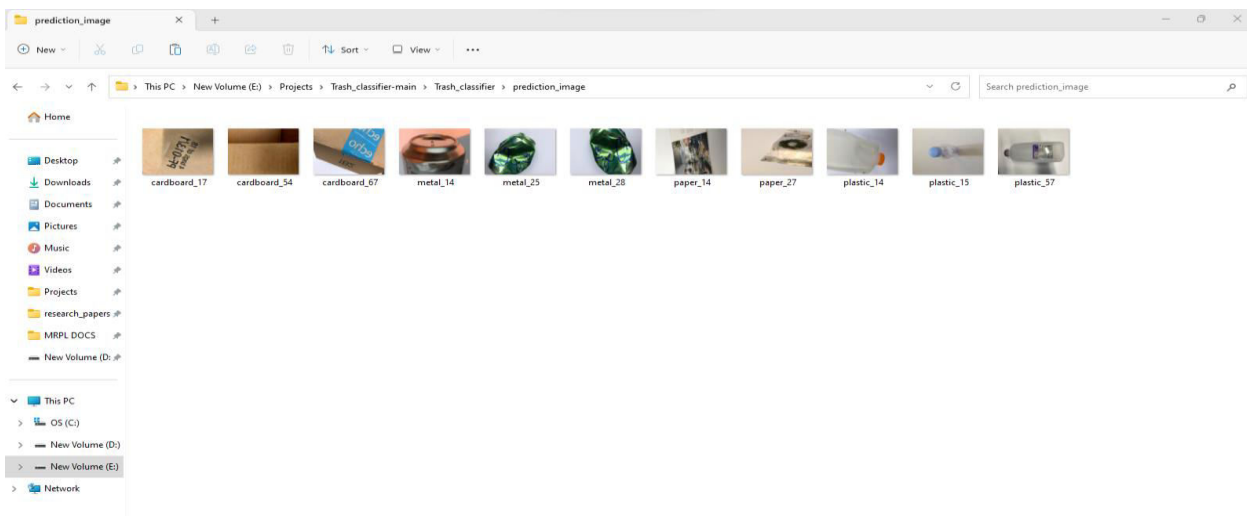 prediction_image
New
Sort
View
This PC > New Volume (E:) > Projects > Trash_classifier-main > Trash_classifier > prediction_image
Search prediction_image
Home
Desktop
Downloads
Documents
Pictures
Music
Videos
Projects
research_papers
MRPL DOCS
New Volume (D:
This PC
OS (C:)
New Volume (D:)
New Volume (E:)
Network
echo
cardboard_17
cardboard_54
cardboard_67
metal_14
metal_25
metal_28
paper_14
paper_27
plastic_14
plastic_15
plastic_57